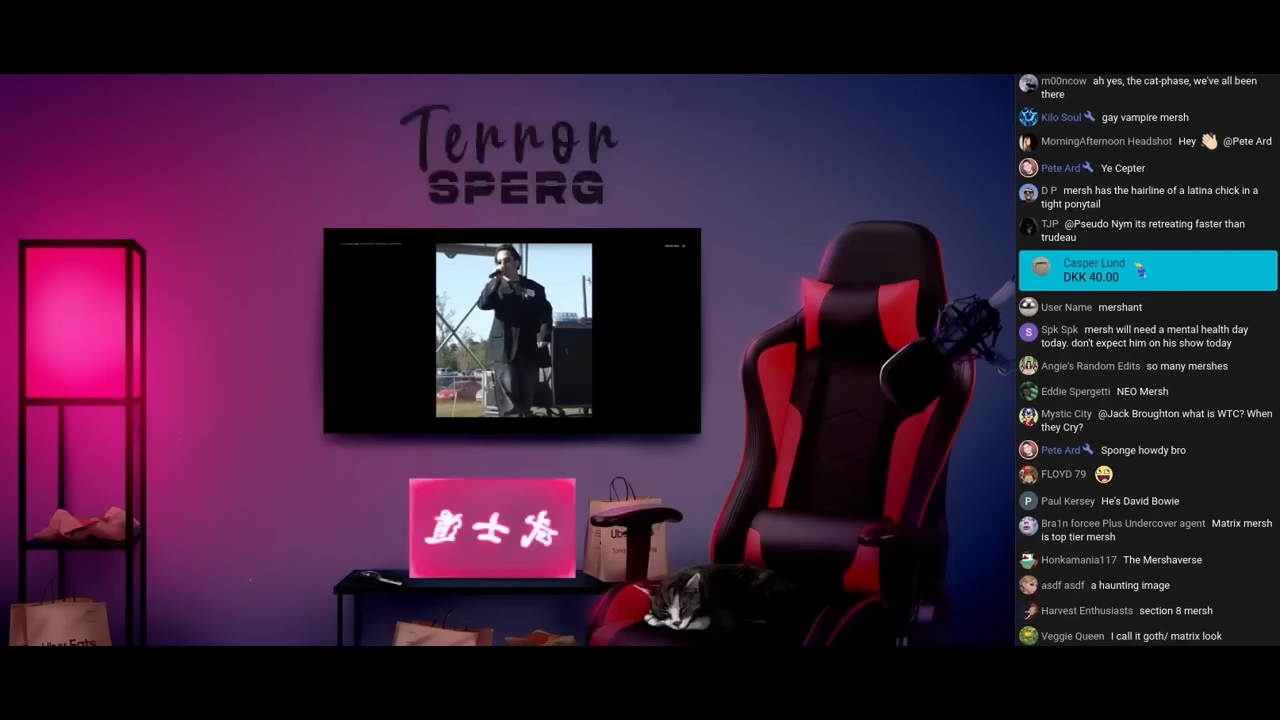 Terror
SPERG
武士道
Uber Eats
m00ncow ah yes, the cat-phase, we've all been
there
Kilo Soul gay vampire mersh
MorningAfternoon Headshot Hey @Pete Ard
Pete Ard Ye Cepter
D P mersh has the hairline of a latina chick in a
tight ponytail
TJP @Pseudo Nym its retreating faster than
trudeau
Casper Lund
DKK 40.00
User Name mershant
S Spk Spk mersh will need a mental health day
today. don't expect him on his show today
Angie's Random Edits so many mershes
Eddie Spergetti NEO Mersh
Mystic City @Jack Broughton what is WTC? When
they Cry?
Pete Ard Sponge howdy bro
FLOYD 79
P Paul Kersey He's David Bowie
Bra1n forcee Plus Undercover agent Matrix mersh
is top tier mersh
Honkamania117 The Mershaverse
asdf asdf a haunting image
Harvest Enthusiasts section 8 mersh
Veggie Queen I call it goth/ matrix look